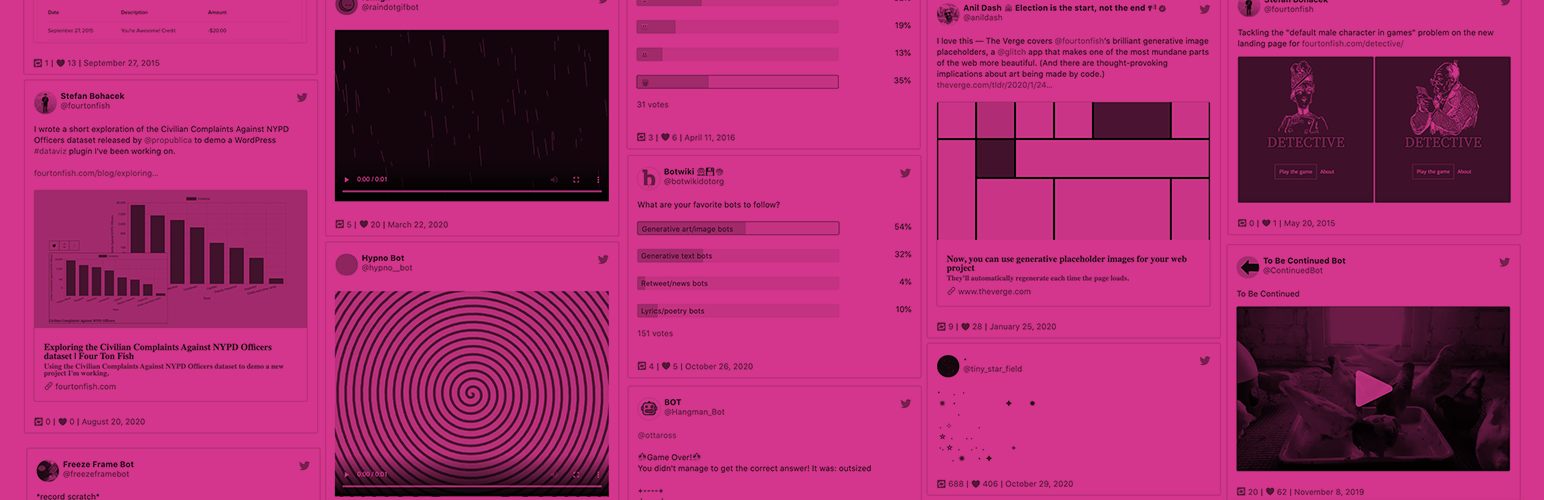 Date Description Amount
September 27, 2015 You're Awesome! Credit -$20.00
1 | 13 | September 27, 2015
Stefan Bohacek
@fourtonfish
I wrote a short exploration of the Civilian Complaints Against NYPD
Officers dataset released by @propublica to demo a WordPress
#dataviz plugin I've been working on.
fourtonfish.com/blog/exploring...
Exploring the Civilian Complaints Against NYPD Officers
dataset | Four Ton Fish
Using the Civilian Complaints Against NYPD Officers dataset to demo a new
project I'm working.
fourtonfish.com
0 | 0 | August 20, 2020
Freeze Frame Bot
@freezeframebot
*record scratch*
@raindotgifbot
0:00 / 0:01
5 | 20 | March 22, 2020
Hypno Bot
@hypno__bot
0:00 / 0:01
19%
13%
35%
31 votes
3 | 6 | April 11, 2016
Botwiki
@botwikidotorg
What are your favorite bots to follow?
Generative art/image bots 54%
Generative text bots 32%
Retweet/news bots 4%
Lyrics/poetry bots 10%
151 votes
4 | 5 | October 26, 2020
BOT
@Hangman_Bot
@ottaross
Game Over!
You didn't manage to get the correct answer! It was: outsized
+----+
Anil Dash Election is the start, not the end
@anildash
I love this — The Verge covers @fourtonfish's brilliant generative image
placeholders, a @glitch app that makes one of the most mundane parts
of the web more beautiful. (And there are thought-provoking
implications about art being made by code.)
theverge.com/tldr/2020/1/24...
Now, you can use generative placeholder images for your web
project
They'll automatically regenerate each time the page loads.
www.theverge.com
9 | 28 | January 25, 2020
@tiny_star_field
688 | 406 | October 29, 2020
Stefan Bohacek
@fourtonfish
Tackling the "default male character in games" problem on the new
landing page for fourtonfish.com/detective/
DETECTIVE DETECTIVE
Play the game About Play the game About
0 | 1 | May 20, 2015
To Be Continued Bot
@ContinuedBot
To Be Continued
20 | 62 | November 8, 2019